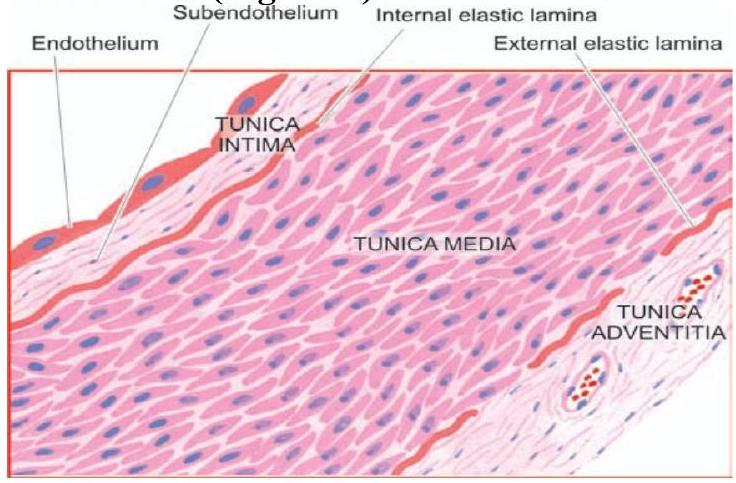 Subendothelium
Internal elastic lamina
Endothelium
External elastic lamina
TUNICA
INTIMA
TUNICA MEDIA
TUNICA
ADVENTITIA